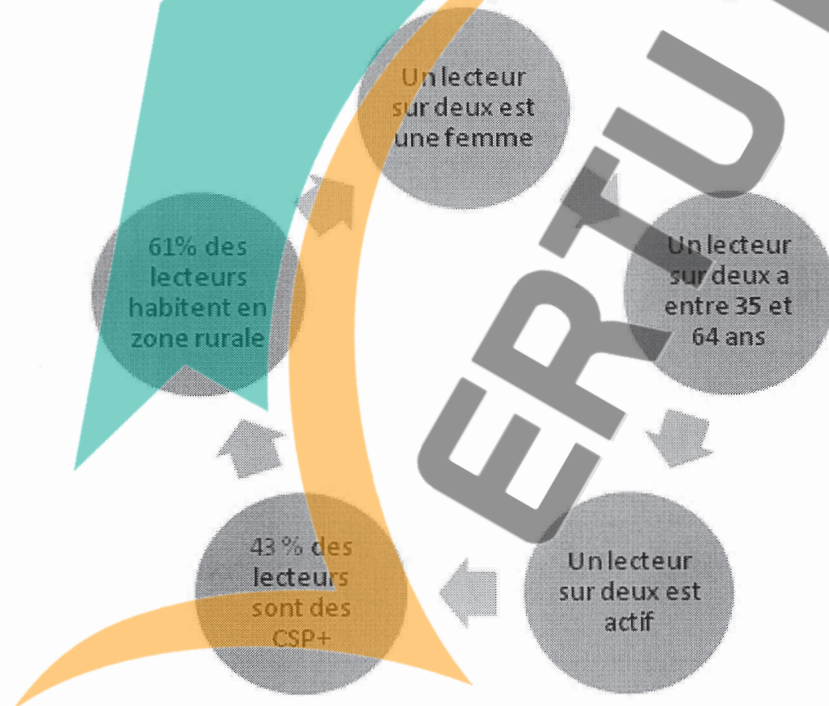 Un lecteur
sur deux est
une femme
Un lecteur
sur deux a
entre 35 et
64 ans
Un lecteur
sur deux est
actif
43 % des
lecteurs
sont des
CSP+
61% des
lecteurs
habitent en
zone rurale
ERTU